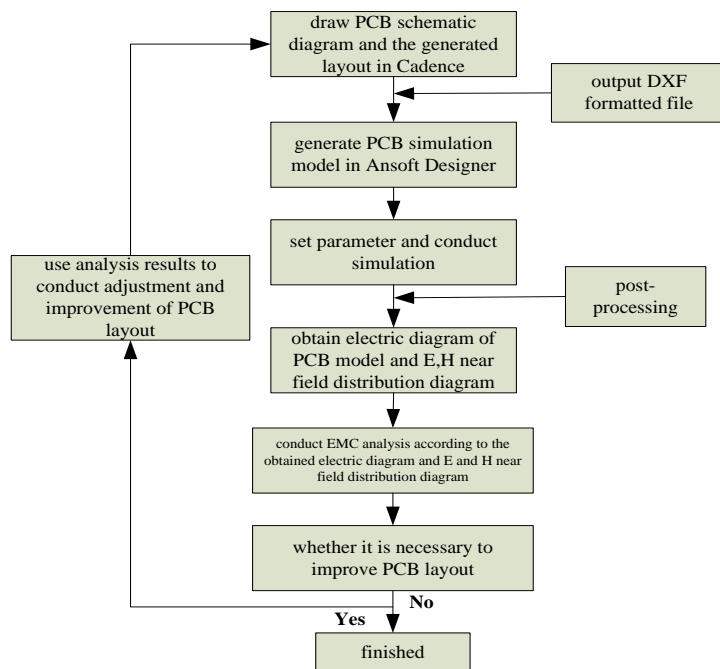 draw PCB schematic
diagram and the generated
layout in Cadence
output DXF
formatted file
generate PCB simulation
model in Ansoft Designer
set parameter and conduct
simulation
use analysis results to
conduct adjustment and
improvement of PCB
layout
post-
processing
obtain electric diagram of
PCB model and E,H near
field distribution diagram
conduct EMC analysis according to the
obtained electric diagram and E and H near
field distribution diagram
whether it is necessary to
improve PCB layout
No
Yes
finished